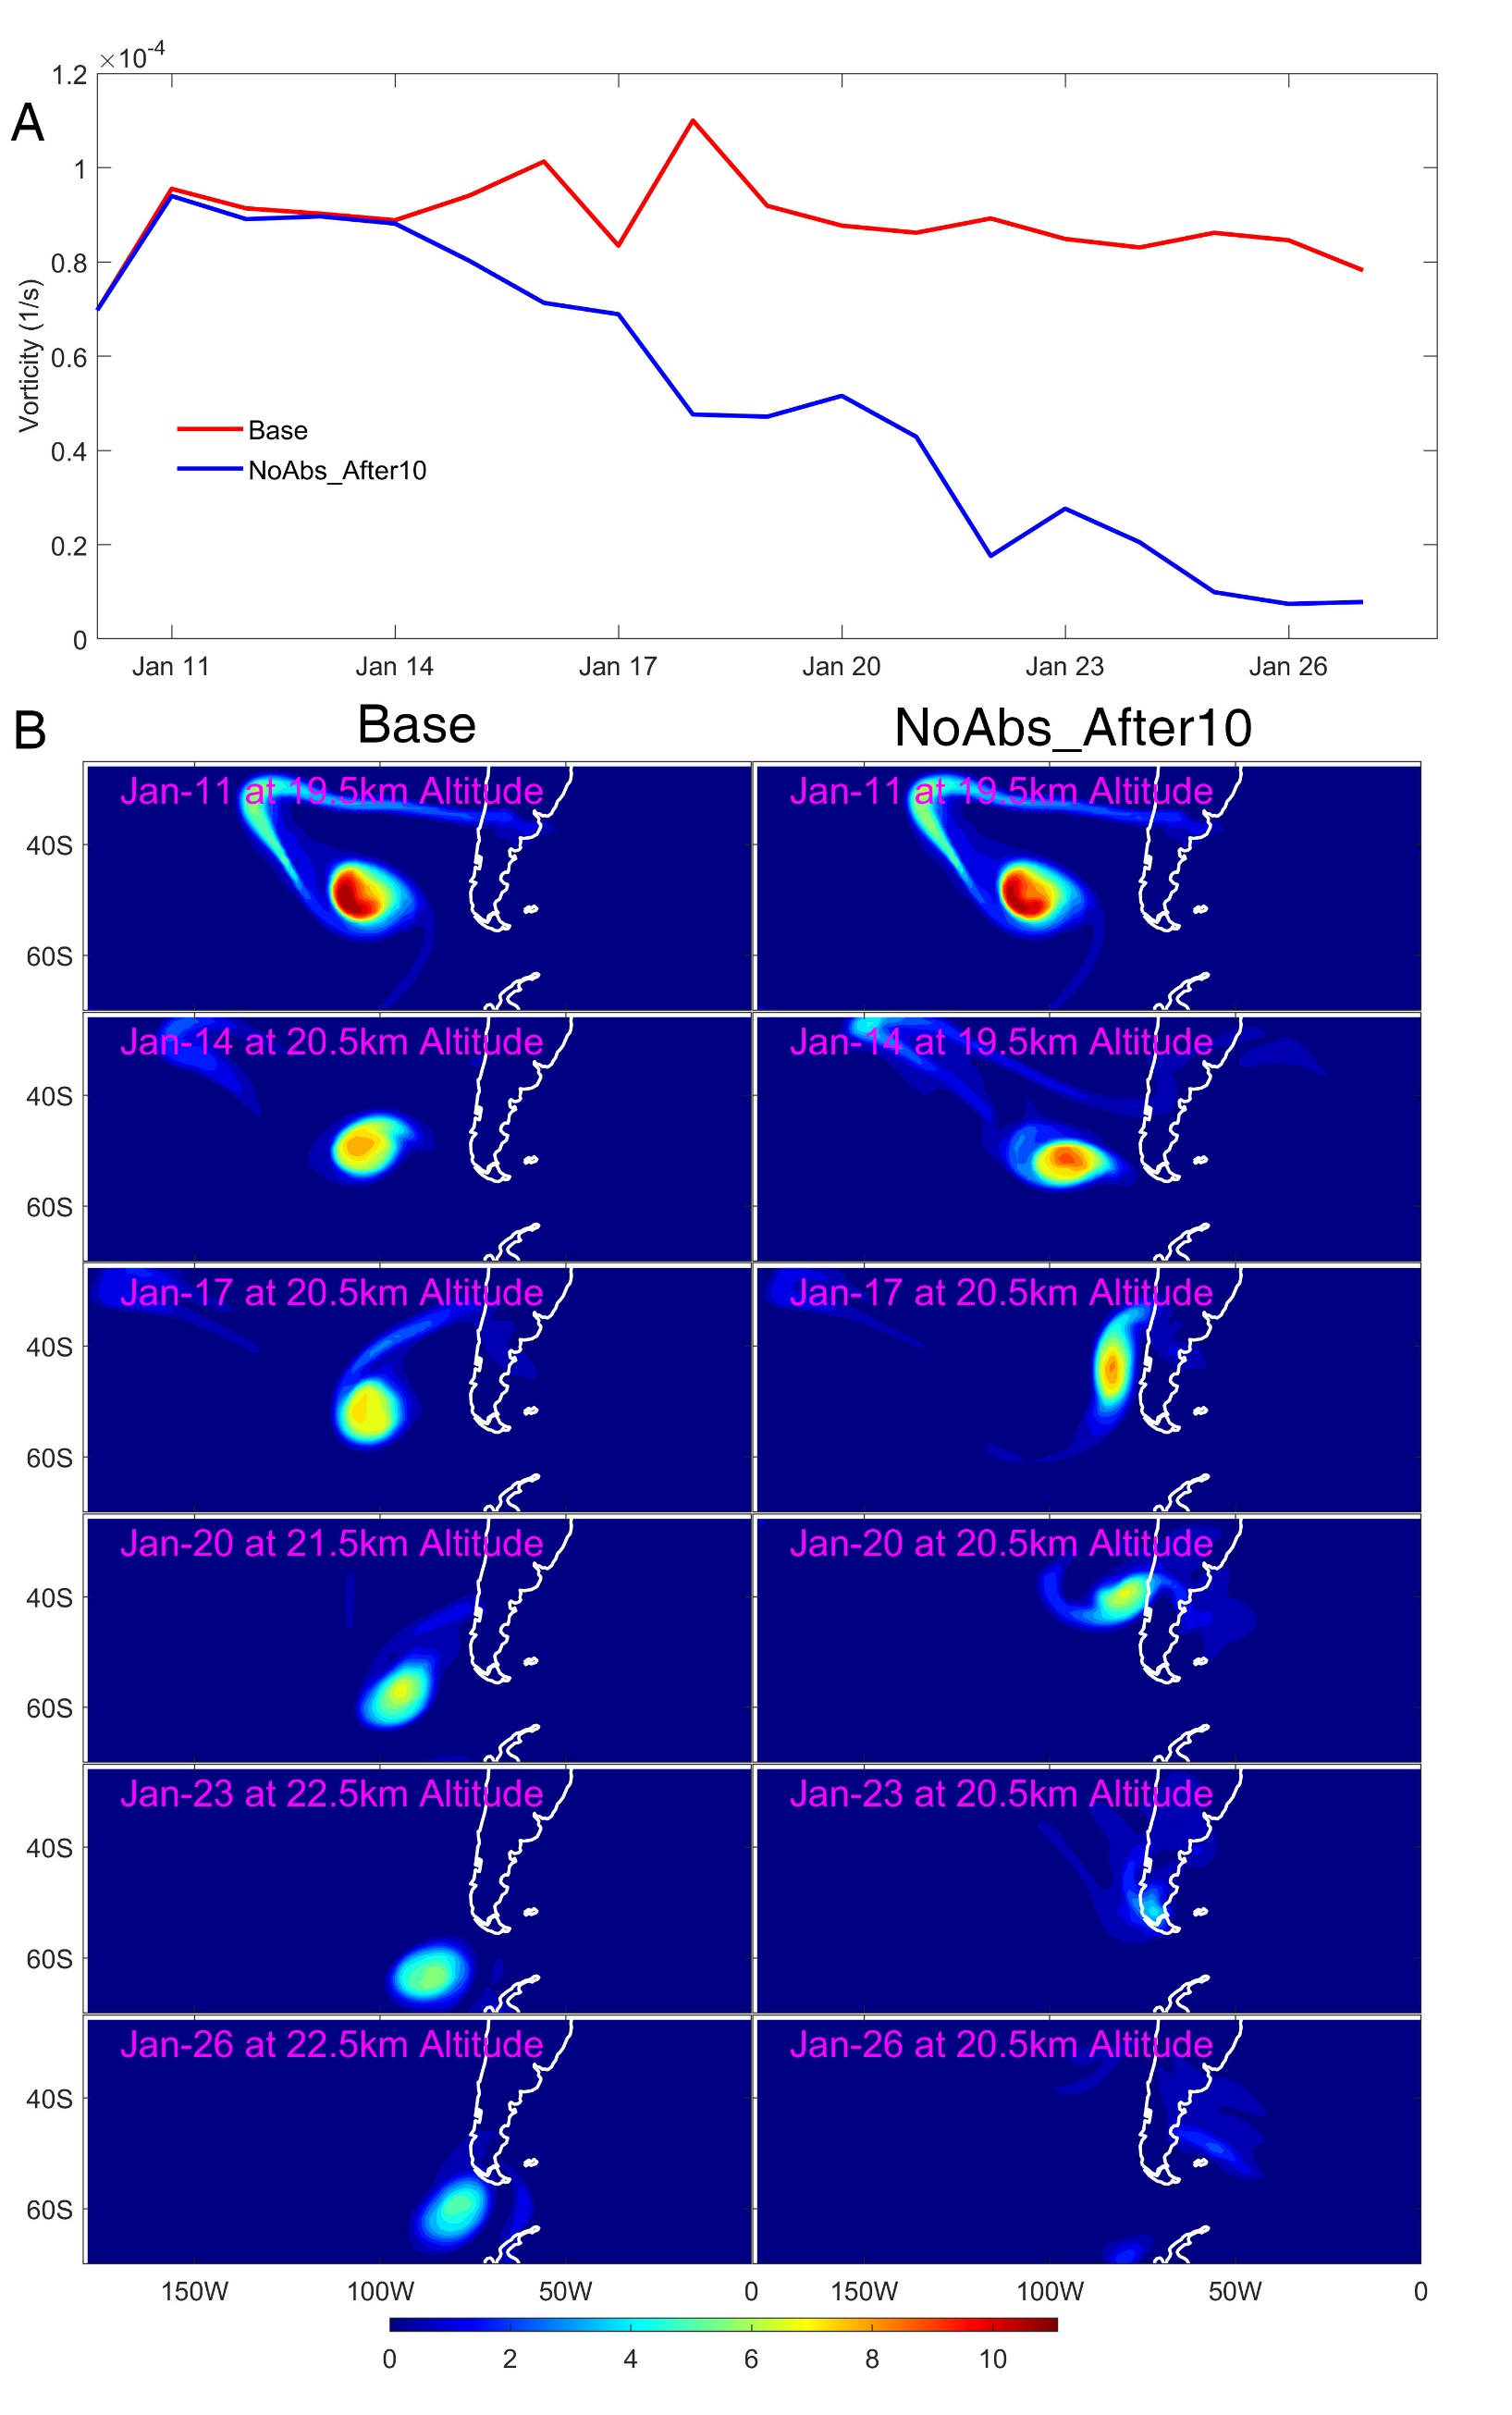 ×10-4
1.2
A
1
0.8
0.6
0.4
0.2
0
Vorticity (1/s)
Base
NoAbs_After10
Jan 11 Jan 14 Jan 17 Jan 20 Jan 23 Jan 26
B Base NoAbs_After10
Jan-11 at 19.5km Altitude Jan-11 at 19.5km Altitude
40S
60S
Jan-14 at 20.5km Altitude Jan-14 at 19.5km Altitude
40S
60S
Jan-17 at 20.5km Altitude Jan-17 at 20.5km Altitude
40S
60S
Jan-20 at 21.5km Altitude Jan-20 at 20.5km Altitude
40S
60S
Jan-23 at 22.5km Altitude Jan-23 at 20.5km Altitude
40S
60S
Jan-26 at 22.5km Altitude Jan-26 at 20.5km Altitude
40S
60S
150W 100W 50W 0 150W 100W 50W 0
0 2 4 6 8 10